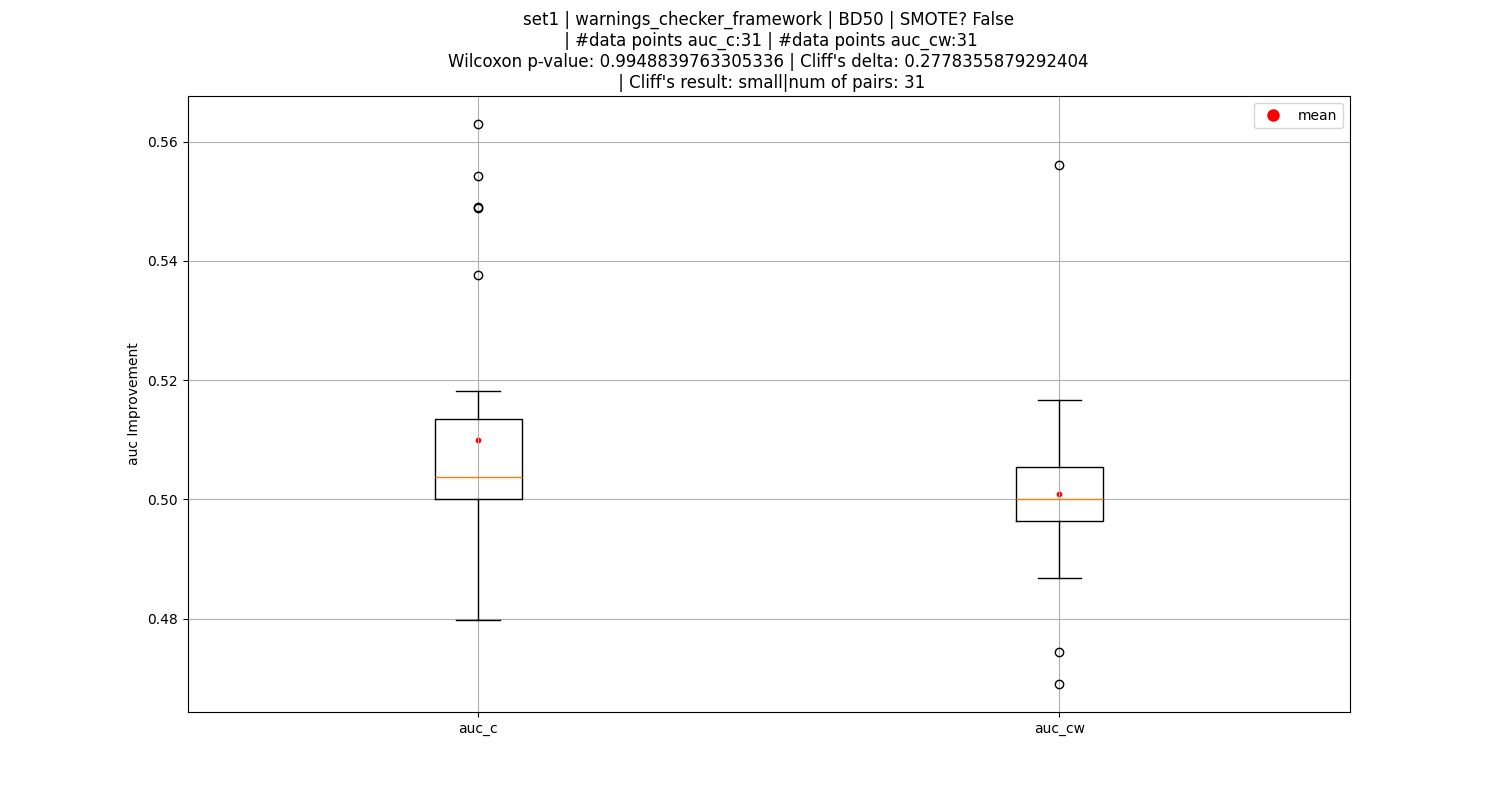 set1 | warnings_checker_framework | BD50 | SMOTE? False
| #data points auc_c:31 | #data points auc_cw:31
Wilcoxon p-value: 0.9948839763305336 | Cliff's delta: 0.2778355879292404
| Cliff's result: small|num of pairs: 31
mean
0.56
0.54
0.52
0.50
0.48
auc Improvement
auc_c
auc_cw